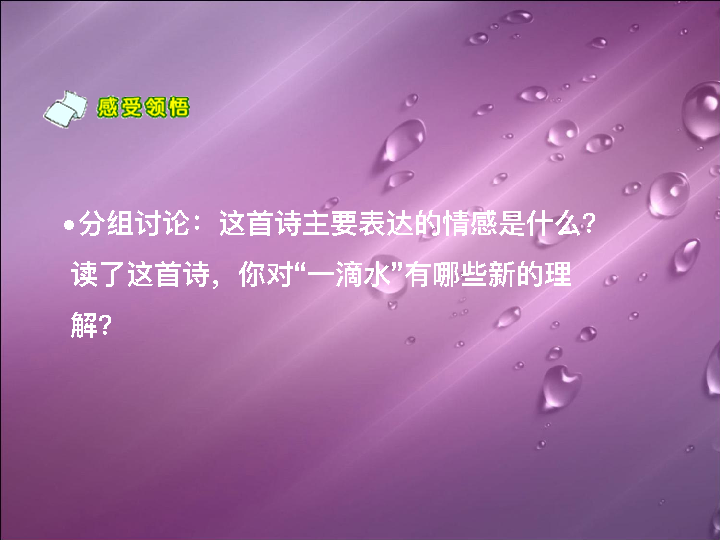 感受领悟
•分组讨论：这首诗主要表达的情感是什么？
读了这首诗，你对“一滴水”有哪些新的理
解？